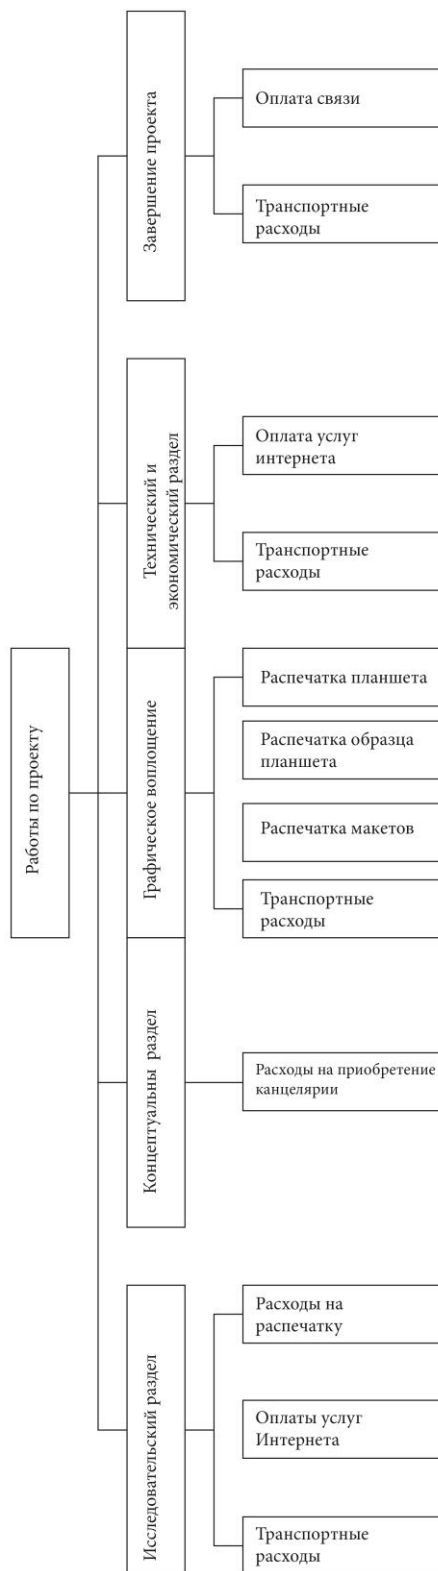 Работы по проекту
Завершение проекта
Оплата связи
Транспортные
расходы
Технический и
экономический раздел
Оплата услуг
интернета
Транспортные
расходы
Графическое воплощение
Распечатка планшета
Распечатка образца
планшета
Распечатка макетов
Транспортные
расходы
Концептуальны раздел
Расходы на приобретение
канцелярии
Исследовательский раздел
Расходы на
распечатку
Оплаты услуг
Интернета
Транспортные
расходы